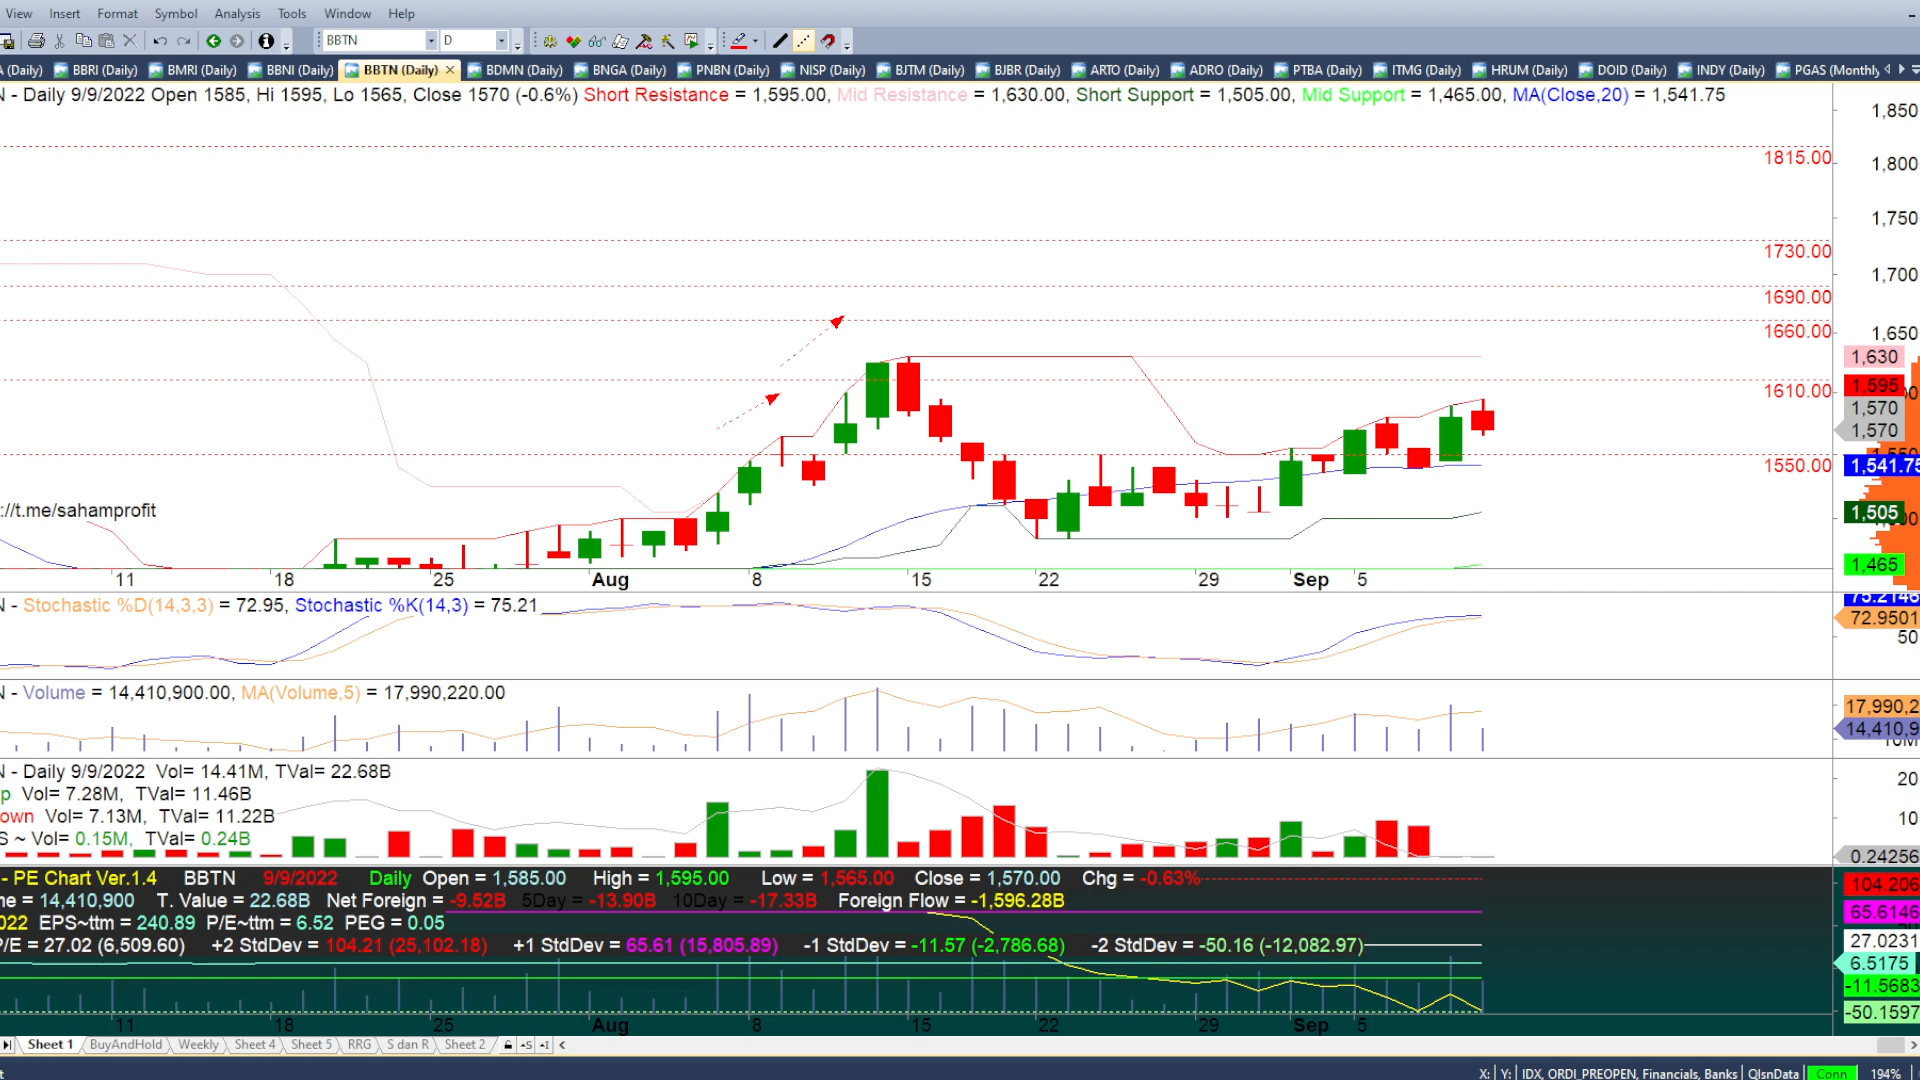 View Insert Format Symbol Analysis Tools Window Help
BBTN D
(Daily) BBRI (Daily) BMRI (Daily) BBNI (Daily) BBTN (Daily) BDMN (Daily) BNGA (Daily) PNBN (Daily) NISP (Daily) BJTM (Daily) BJBR (Daily) ARTO (Daily) ADRO (Daily) PTBA (Daily) ITMG (Daily) HRUM (Daily) DOID (Daily) INDY (Daily) PGAS (Monthly
N - Daily 9/9/2022 Open 1585, Hi 1595, Lo 1565, Close 1570 (-0.6%) Short Resistance = 1,595.00, Mid Resistance = 1,630.00, Short Support = 1,505.00, Mid Support = 1,465.00, MA(Close,20) = 1,541.75
1,850
1815.00
1,800
1,750
1730.00
1,700
1690.00
1660.00
1,650
1,630
1610.00
1,595
1,570
1,570
1550.00
1,541.75
://t.me/sahamprofit
1,505
1,465
11 18 25 Aug 8 15 22 29 Sep 5
N - Stochastic %D(14,3,3) = 72.95, Stochastic %K(14,3) = 75.21
75.2146
72.9501
50
N - Volume = 14,410,900.00, MA(Volume,5) = 17,990,220.00
17,990,2
14,410,9
10M
N - Daily 9/9/2022 Vol= 14.41M, TVal= 22.68B
p Vol= 7.28M, TVal= 11.46B
own Vol= 7.13M, TVal= 11.22B
S ~ Vol= 0.15M, TVal= 0.24B
20
10
0.24256
- PE Chart Ver.1.4 BBTN 9/9/2022 Daily Open = 1,585.00 High = 1,595.00 Low = 1,565.00 Close = 1,570.00 Chg = -0.63%
me = 14,410,900 T. Value = 22.68B Net Foreign = -9.52B 5Day = -13.90B 10Day = -17.33B Foreign Flow = -1,596.28B
022 EPS~ttm = 240.89 P/E~ttm = 6.52 PEG = 0.05
P/E = 27.02 (6,509.60) +2 StdDev = 104.21 (25,102.18) +1 StdDev = 65.61 (15,805.89) -1 StdDev = -11.57 (-2,786.68) -2 StdDev = -50.16 (-12,082.97)
104.206
65.6146
27.0231
6.5175
-11.5683
-50.1597
11 18 25 Aug 8 15 22 29 Sep 5
Sheet 1 BuyAndHold Weekly Sheet 4 Sheet 5 RRG S dan R Sheet 2
X: Y: IDX, ORDI_PREOPEN, Financials, Banks QlsnData Conn 194%